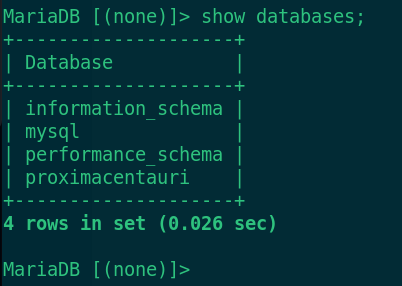 MariaDB [(none)]> show databases;
+--------------------+
| Database           |
+--------------------+
| information_schema |
| mysql              |
| performance_schema |
| proximacentauri    |
+--------------------+
4 rows in set (0.026 sec)
MariaDB [(none)]>